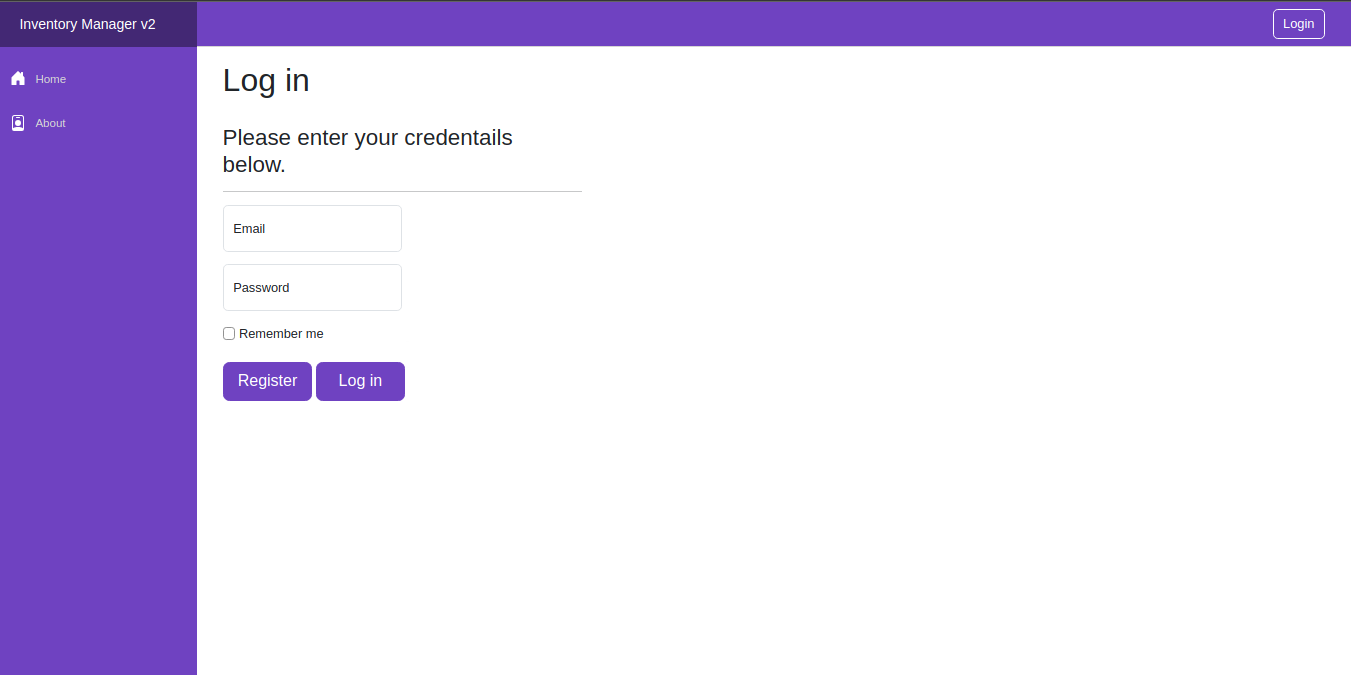 Inventory Manager v2
Login
Home
About
Log in
Please enter your credentails
below.
Email
Password
Remember me
Register
Log in